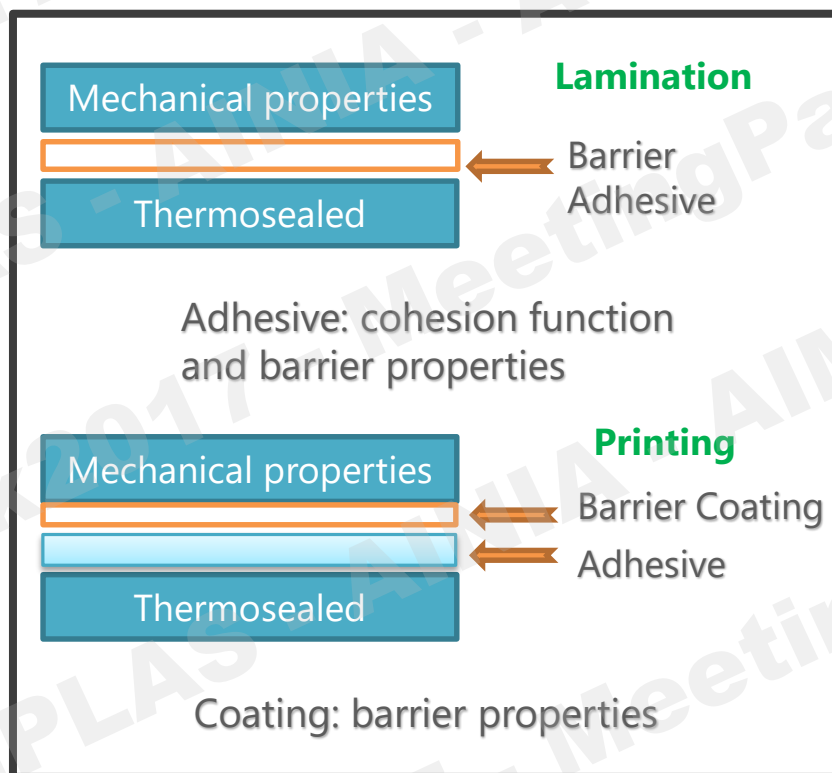 Lamination
Mechanical properties
Barrier
Adhesive
Thermosealed
Adhesive: cohesion function
and barrier properties
Printing
Mechanical properties
Barrier Coating
Adhesive
Thermosealed
Coating: barrier properties